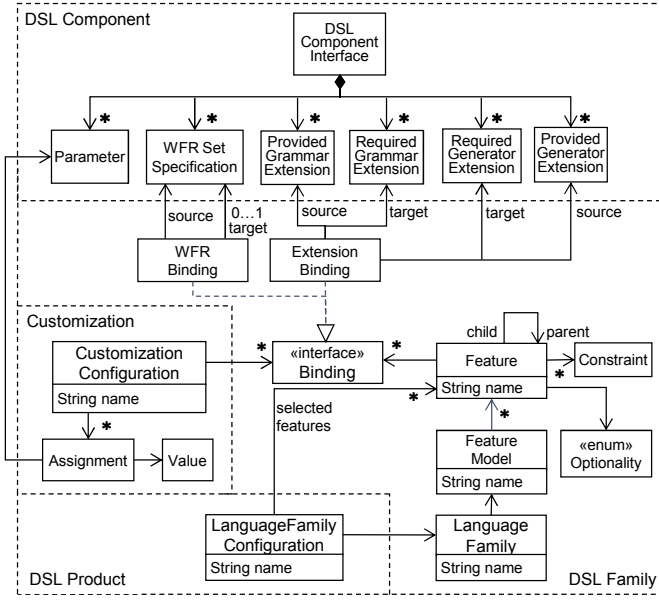 DSL Component
DSL
Component
Interface
*
*
*
*
*
*
Parameter
WFR Set
Specification
Provided
Grammar
Extension
Required
Grammar
Extension
Required
Generator
Extension
Provided
Generator
Extension
source
0…1
target
source
target
target
source
WFR
Binding
Extension
Binding
Customization
child
parent
Customization
Configuration
String name
*
«interface»
Binding
*
Feature
String name
*
Constraint
selected
features
*
*
Assignment
Value
*
Feature
Model
String name
«enum»
Optionality
LanguageFamily
Configuration
String name
Language
Family
String name
DSL Product
DSL Family